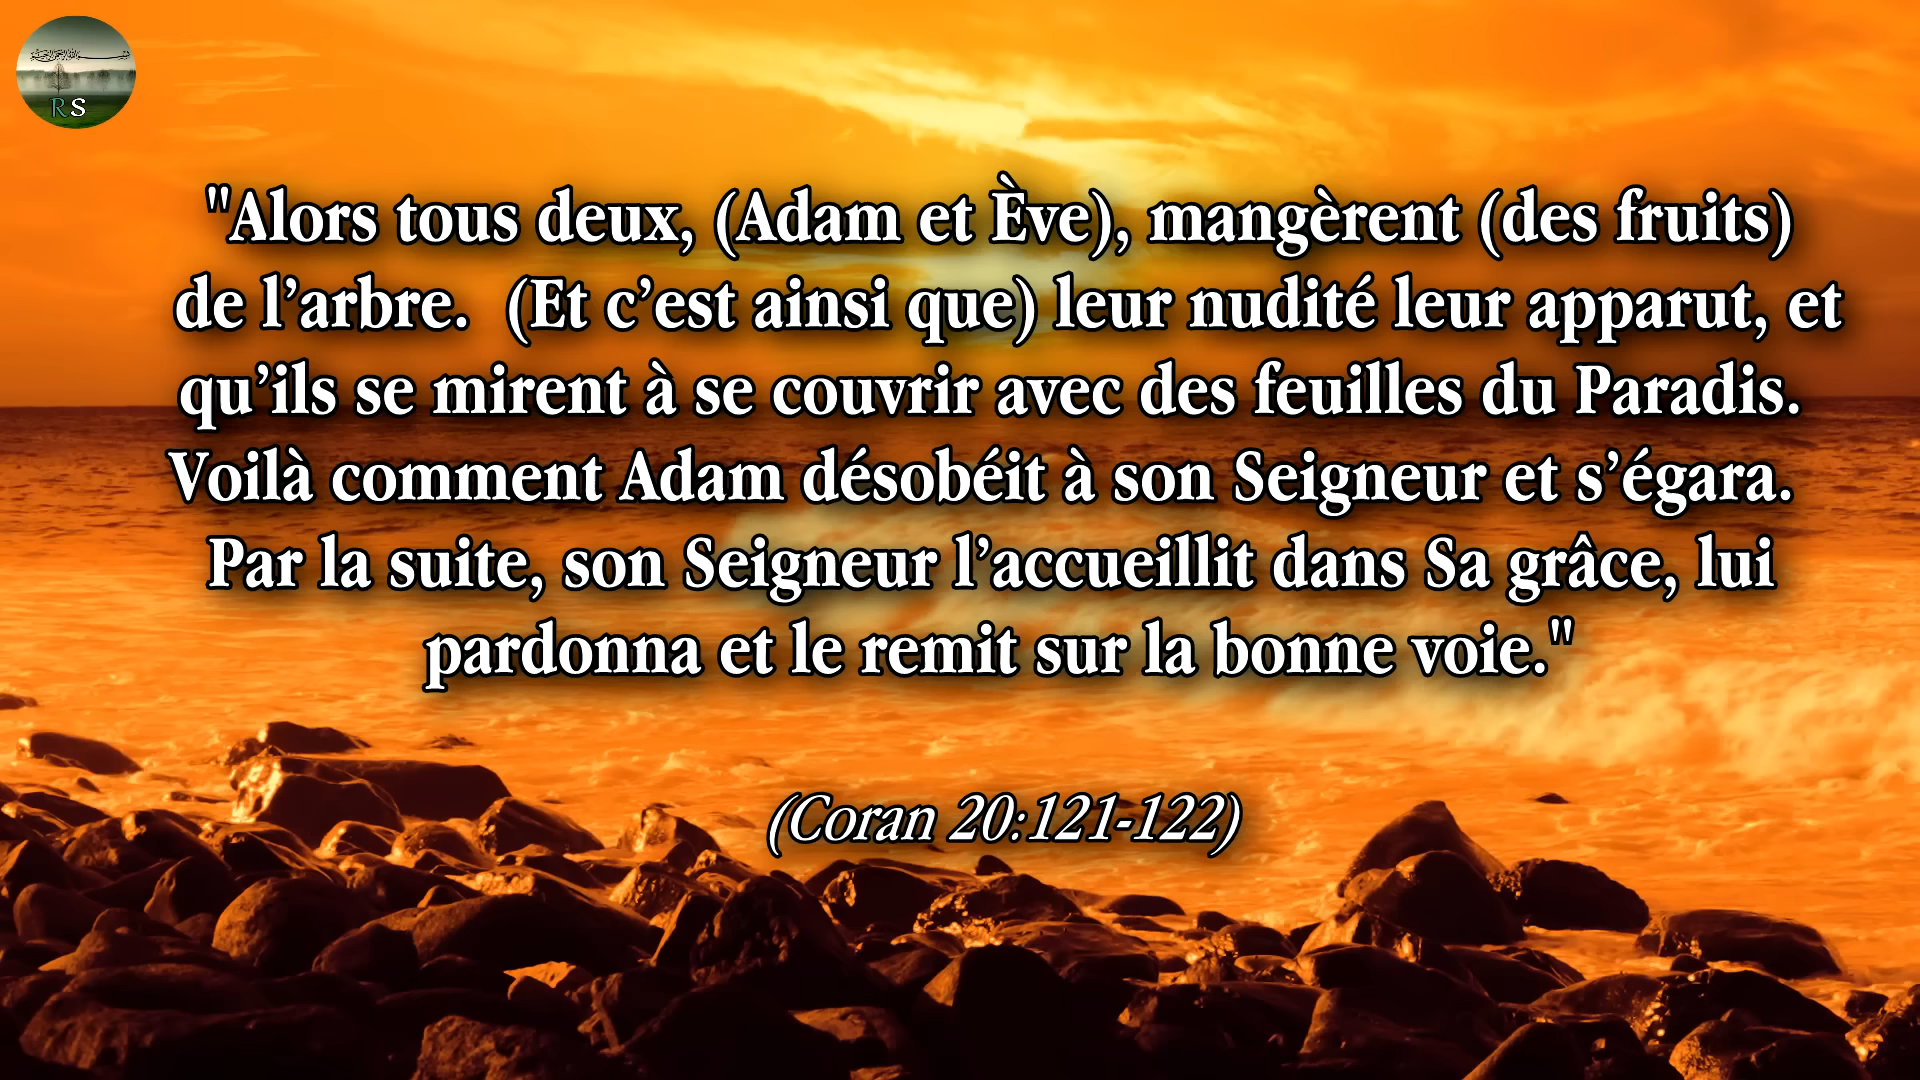 RS
"Alors tous deux, (Adam et Ève), mangèrent (des fruits)
de l’arbre.  (Et c’est ainsi que) leur nudité leur apparut, et
qu’ils se mirent à se couvrir avec des feuilles du Paradis.
Voilà comment Adam désobéit à son Seigneur et s’égara.
Par la suite, son Seigneur l’accueillit dans Sa grâce, lui
pardonna et le remit sur la bonne voie."
(Coran 20:121-122)